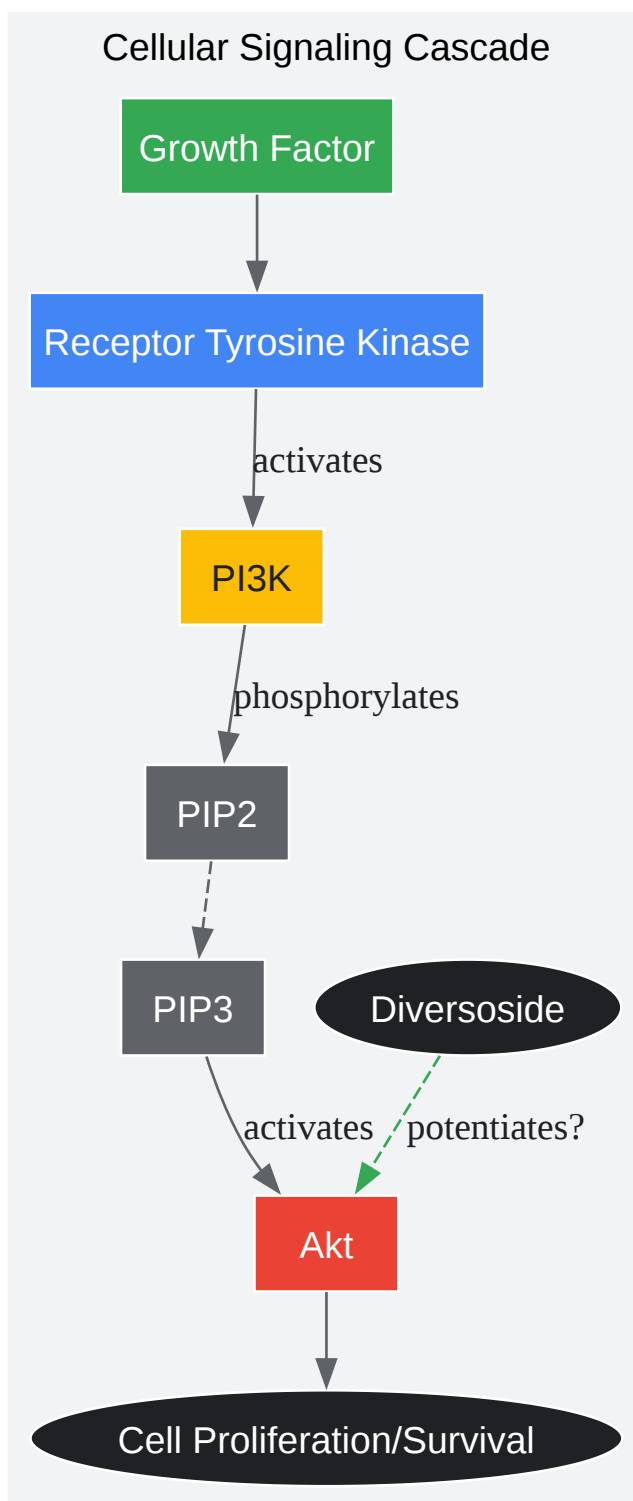 Cellular Signaling Cascade
Growth Factor
Receptor Tyrosine Kinase
activates
PI3K
phosphorylates
PIP2
PIP3
Diversoside
activates
potentiates?
Akt
Cell Proliferation/Survival